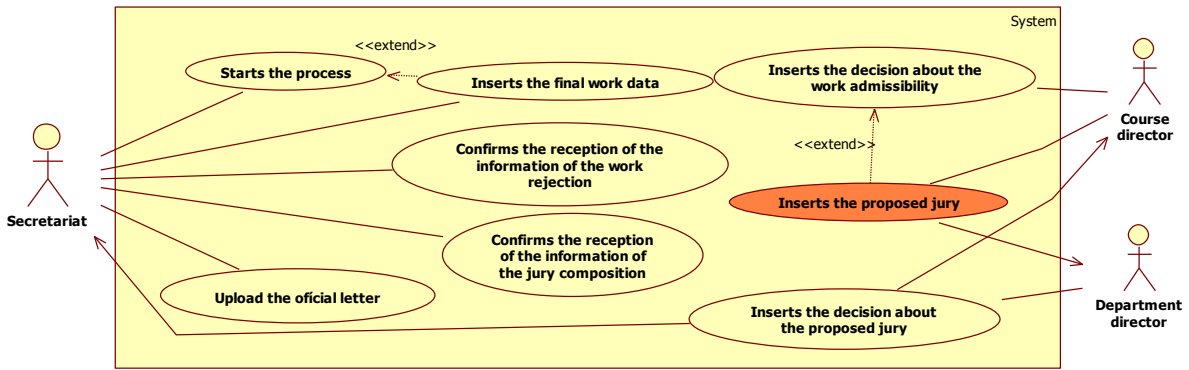 System
<<extend>>
Starts the process
Inserts the final work data
Inserts the decision about the
work admissibility
Course
director
Confirms the reception of the
information of the work
rejection
<<extend>>
Secretariat
Inserts the proposed jury
Confirms the reception
of the information of
the jury composition
Upload the ofícial letter
Inserts the decision about
the proposed jury
Department
director